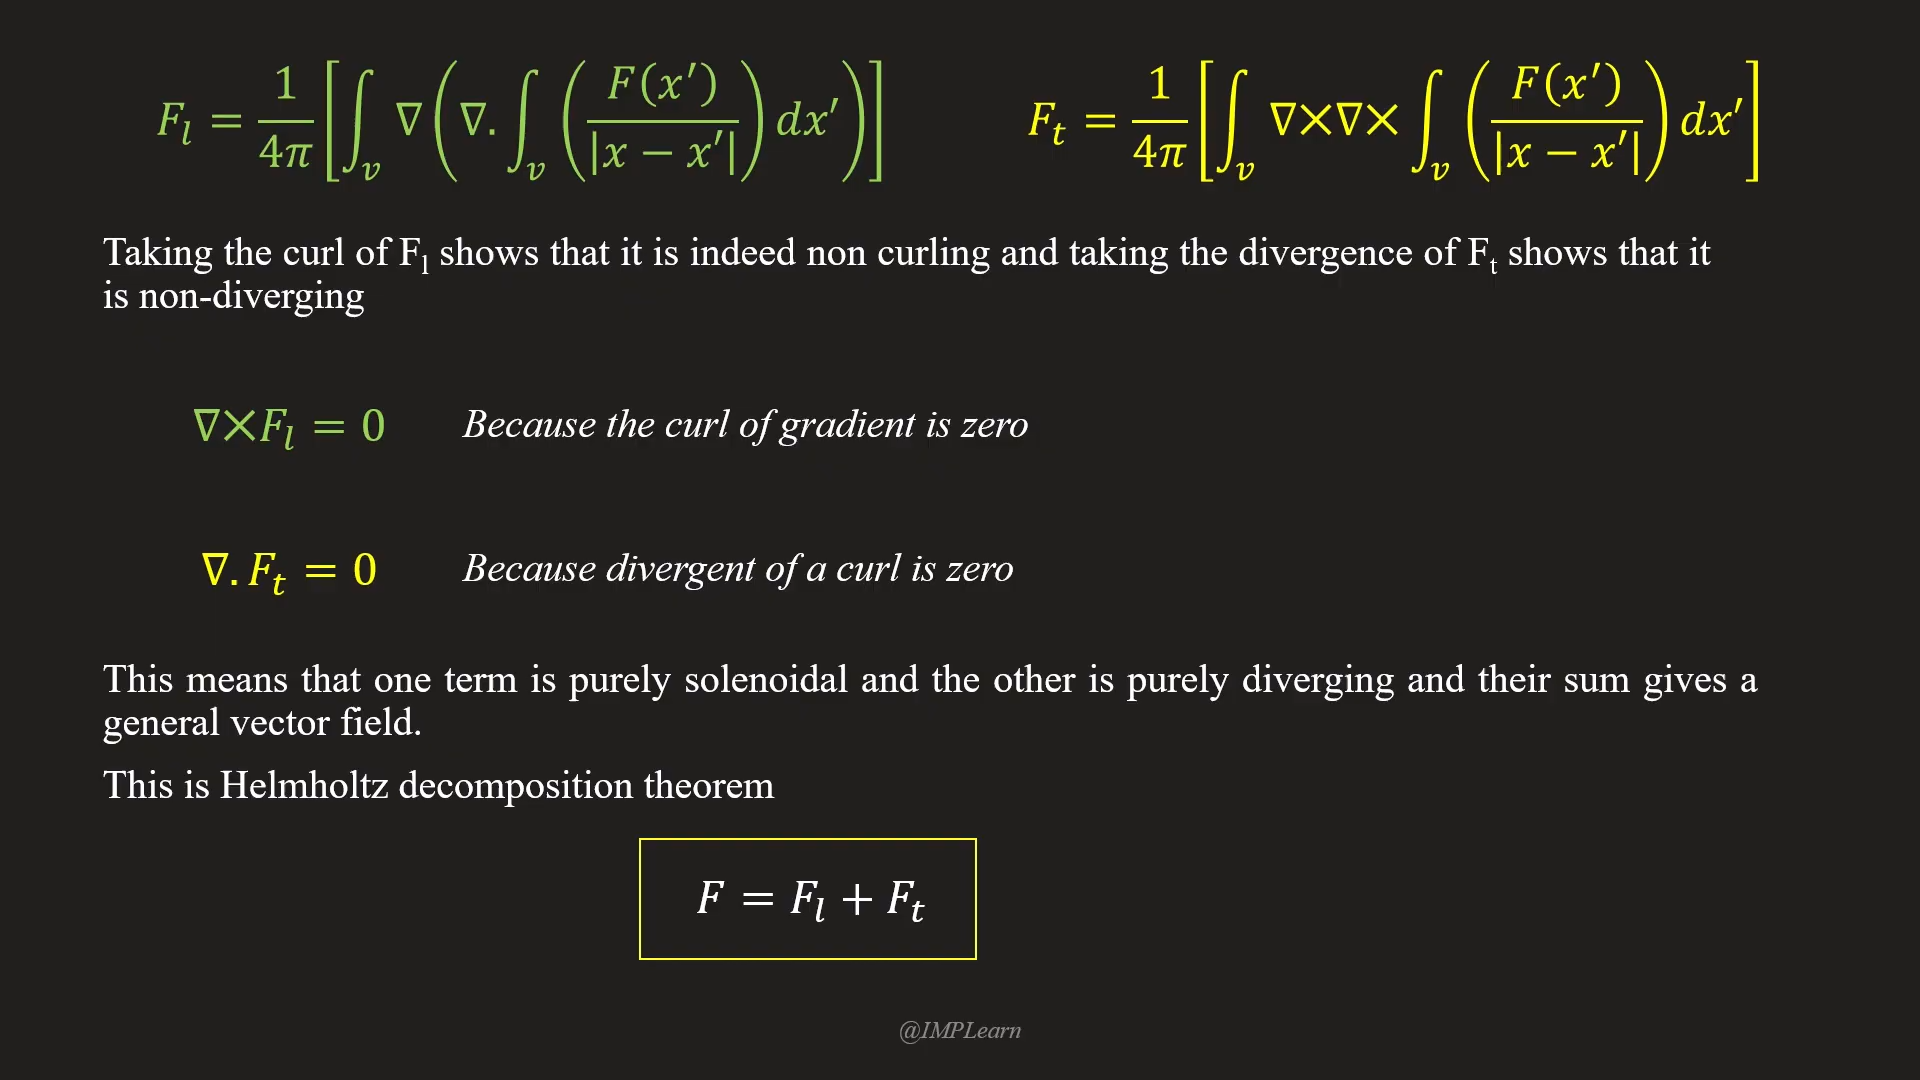 F_l = 1/4π [∫_v ∇(∇. ∫_v (F(x′)/|x − x′|) dx′)]
F_t = 1/4π [∫_v ∇×∇× ∫_v (F(x′)/|x − x′|) dx′]
Taking the curl of F_l shows that it is indeed non curling and taking the divergence of F_t shows that it
is non-diverging
∇×F_l = 0 Because the curl of gradient is zero
∇. F_t = 0 Because divergent of a curl is zero
This means that one term is purely solenoidal and the other is purely diverging and their sum gives a
general vector field.
This is Helmholtz decomposition theorem
F = F_l + F_t
@IMPLearn